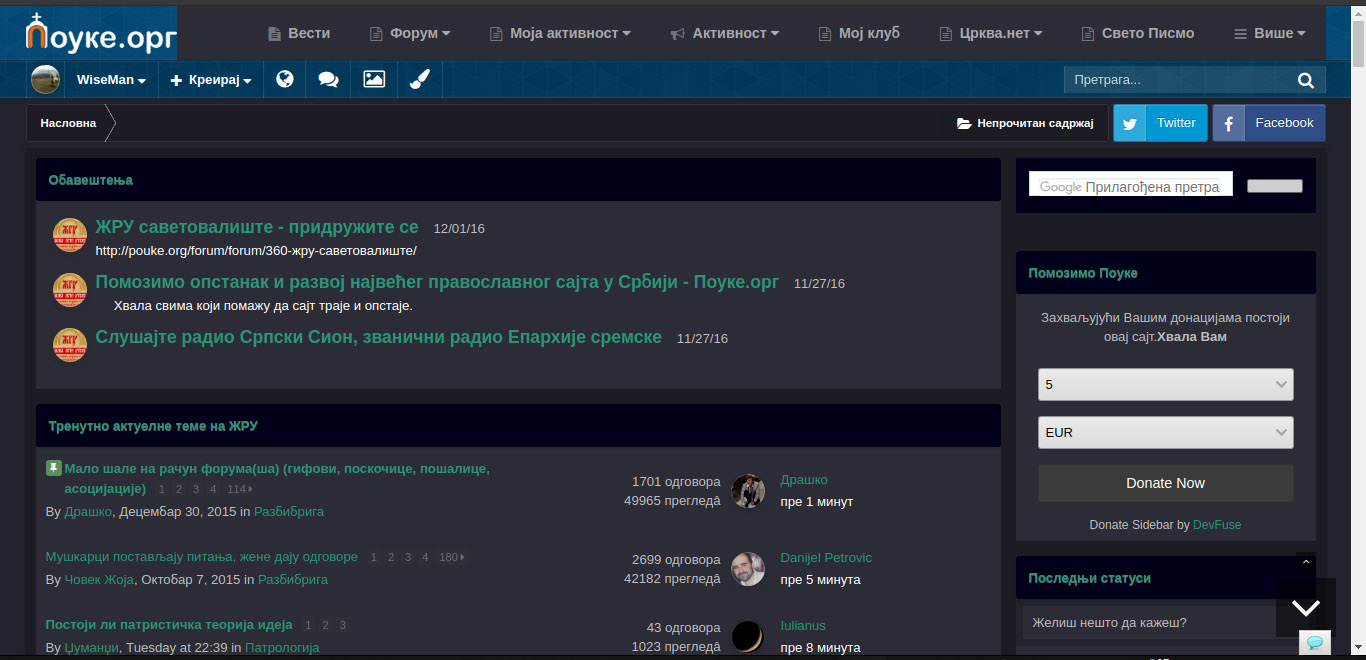 Поуке.орг
Вести
Форум
Моја активност
Активност
Мој клуб
Црква.нет
Свето Писмо
Више
WiseMan
Креирај
Претрага...
Насловна
Непрочитан садржај
Twitter
Facebook
Обавештења
ЖРУ саветовалиште - придружите се 12/01/16
http://pouke.org/forum/forum/360-жру-саветовалиште/
Помозимо опстанак и развој највећег православног сајта у Србији - Поуке.орг 11/27/16
Хвала свима који помажу да сајт траје и опстаје.
Слушајте радио Српски Сион, званични радио Епархије сремске 11/27/16
Тренутно актуелне теме на ЖРУ
Мало шале на рачун форума(ша) (гифови, поскочице, пошалице,
асоцијације) 1 2 3 4 114
By Драшко, Децембар 30, 2015 in Разбибрига
1701 одговора
49965 прегледâ
Драшко
пре 1 минут
Мушкарци постављају питања, жене дају одговоре 1 2 3 4 180
By Човек Жоја, Октобар 7, 2015 in Разбибрига
2699 одговора
42182 прегледâ
Danijel Petrovic
пре 5 минута
Постоји ли патристичка теорија идеја 1 2 3
By Џуманџи, Tuesday at 22:39 in Патрологија
43 одговора
1023 прегледâ
Iulianus
пре 8 минута
Google Прилагођена претра
Помозимо Поуке
Захваљујући Вашим донацијама постоји
овај сајт.Хвала Вам
5
EUR
Donate Now
Donate Sidebar by DevFuse
Последњи статуси
Желиш нешто да кажеш?